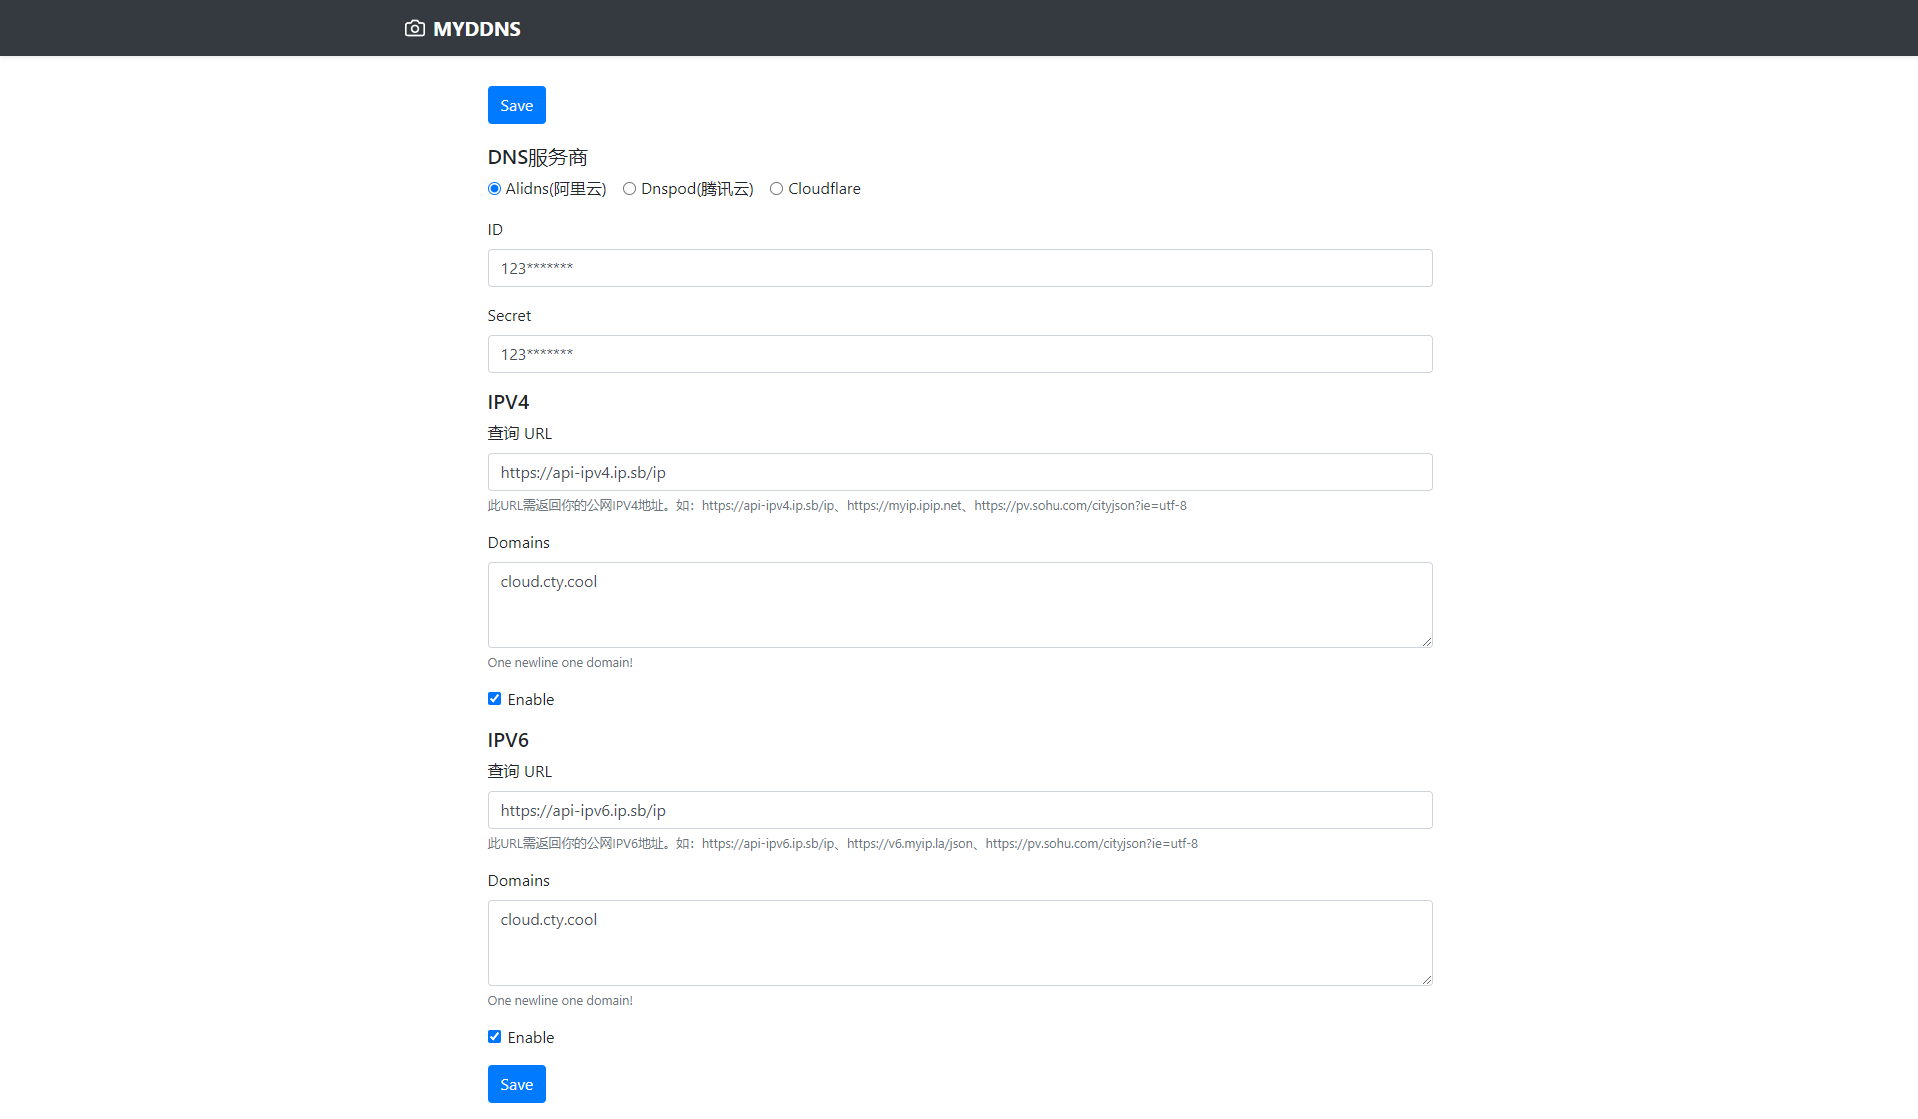 MYDDNS
Save
DNS服务商
Alidns(阿里云) Dnspod(腾讯云) Cloudflare
ID
123*******
Secret
123*******
IPV4
查询 URL
https://api-ipv4.ip.sb/ip
此URL需返回你的公网IPV4地址。如：https://api-ipv4.ip.sb/ip、https://myip.ipip.net、https://pv.sohu.com/cityjson?ie=utf-8
Domains
cloud.cty.cool
One newline one domain!
Enable
IPV6
查询 URL
https://api-ipv6.ip.sb/ip
此URL需返回你的公网IPV6地址。如：https://api-ipv6.ip.sb/ip、https://v6.myip.la/json、https://pv.sohu.com/cityjson?ie=utf-8
Domains
cloud.cty.cool
One newline one domain!
Enable
Save